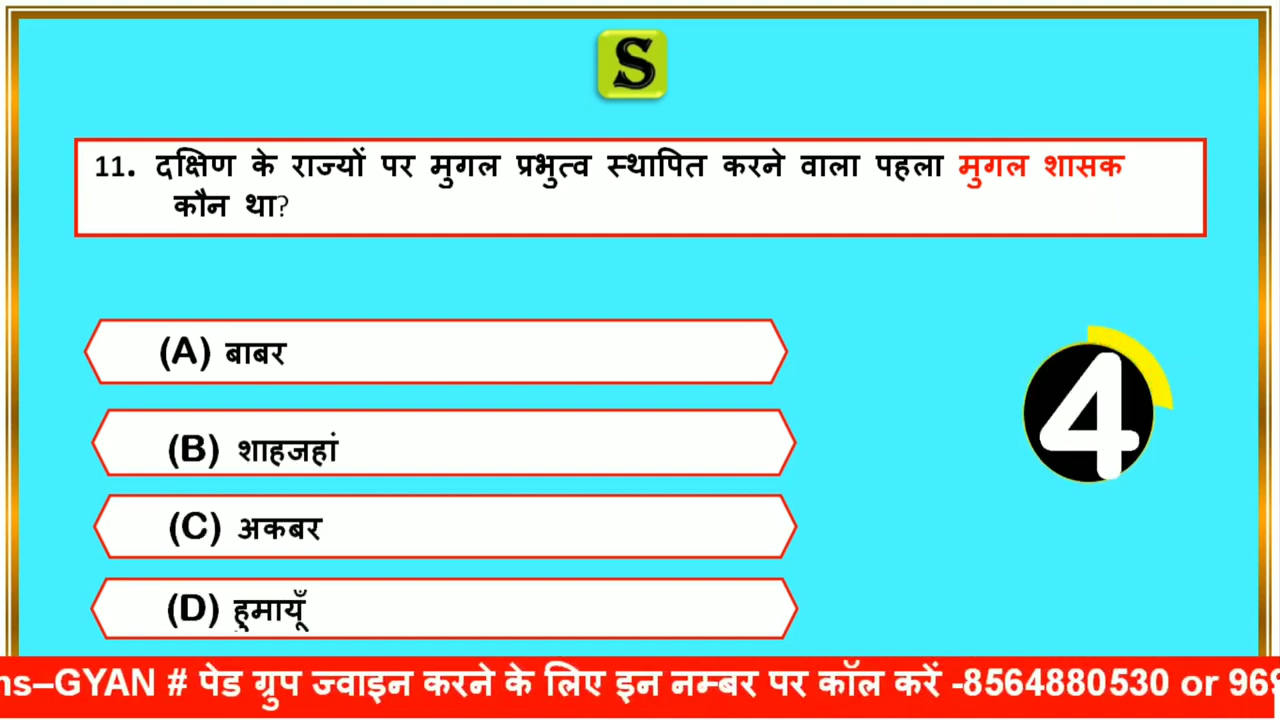 S
11. दक्षिण के राज्यों पर मुगल प्रभुत्व स्थापित करने वाला पहला मुगल शासक
कौन था?
(A) बाबर
(B) शाहजहां
4
(C) अकबर
(D) हुमायूँ
ns–GYAN # पेड ग्रुप ज्वाइन करने के लिए इन नम्बर पर कॉल करें -8564880530 or 969